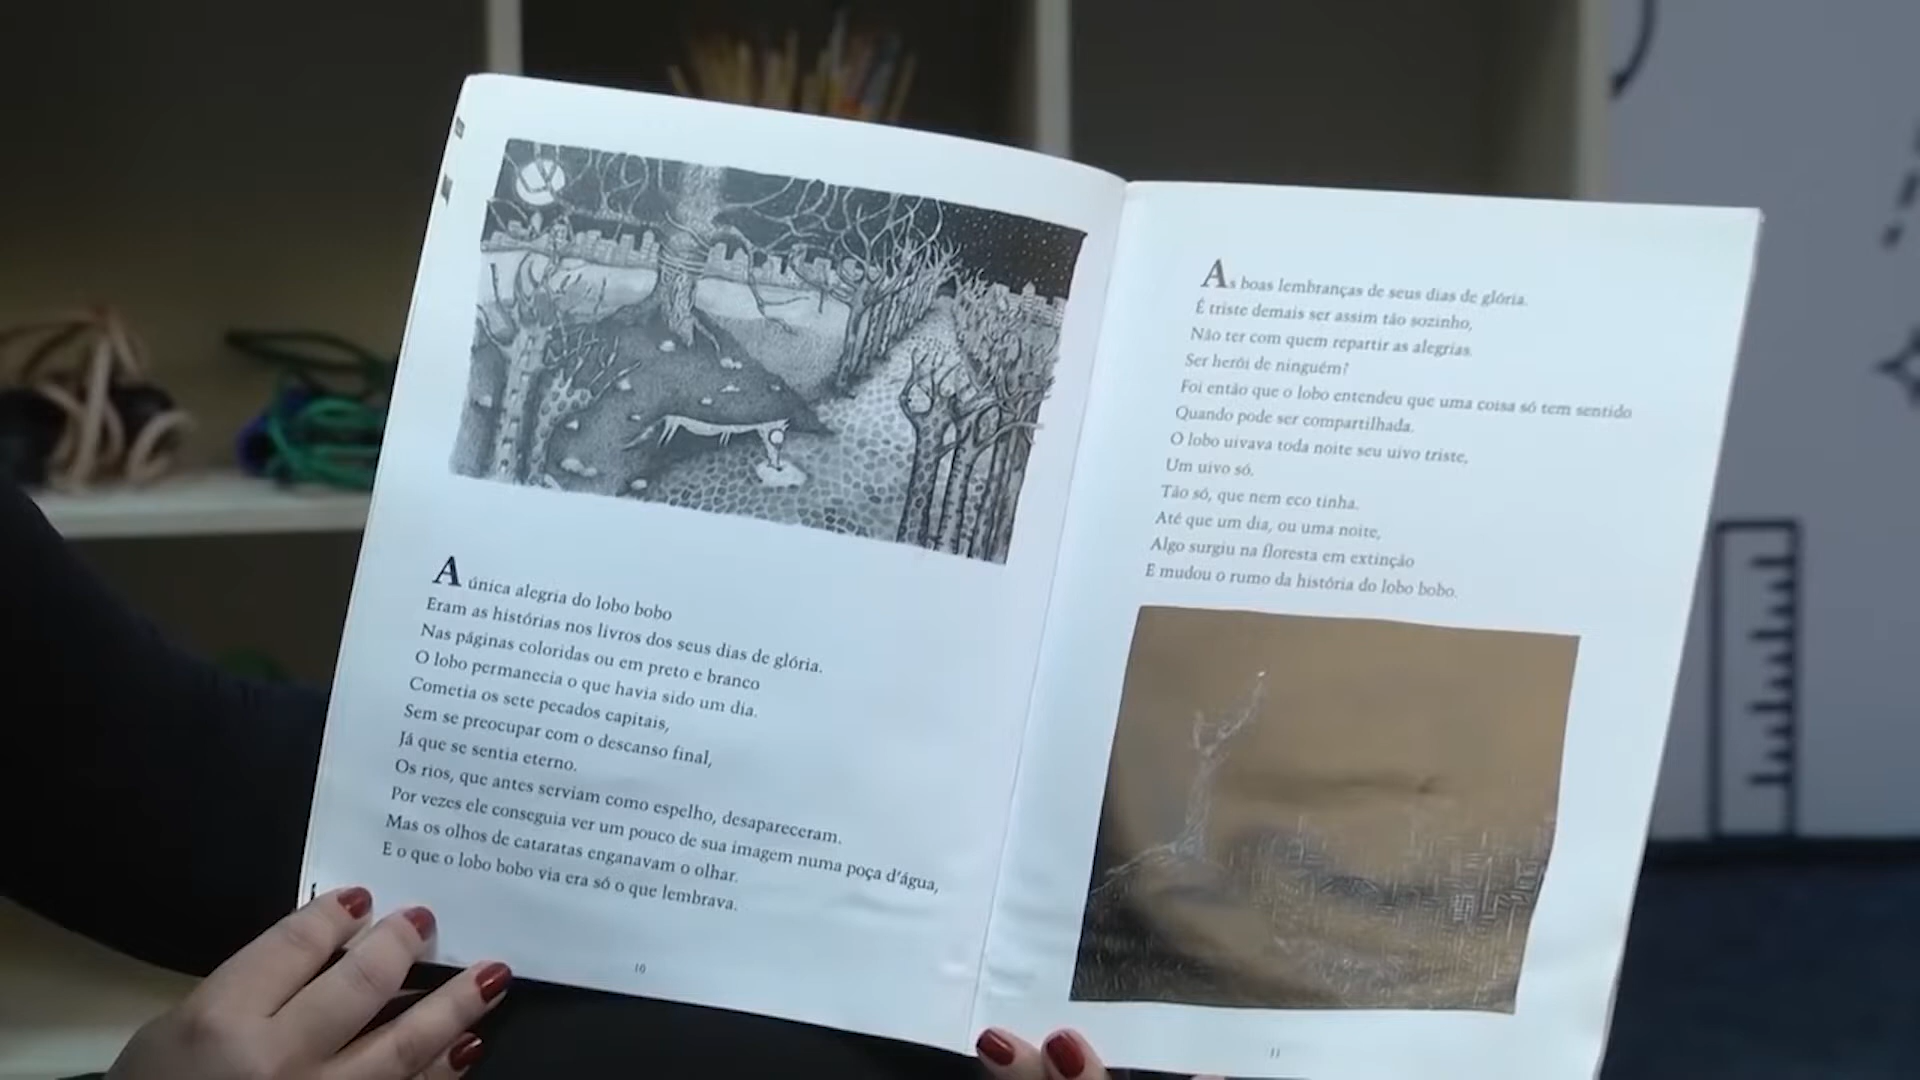 A única alegria do lobo bobo
Eram as histórias nos livros dos seus dias de glória.
Nas páginas coloridas ou em preto e branco
O lobo permanecia o que havia sido um dia.
Cometia os sete pecados capitais,
Sem se preocupar com o descanso final,
Já que se sentia eterno.
Os rios, que antes serviam como espelho, desapareceram.
Por vezes ele conseguia ver um pouco de sua imagem numa poça d'água,
Mas os olhos de cataratas enganavam o olhar.
E o que o lobo bobo via era só o que lembrava.
10
As boas lembranças de seus dias de glória.
É triste demais ser assim tão sozinho,
Não ter com quem repartir as alegrias.
Ser herói de ninguém?
Foi então que o lobo entendeu que uma coisa só tem sentido
Quando pode ser compartilhada.
O lobo uivava toda noite seu uivo triste,
Um uivo só.
Tão só, que nem eco tinha.
Até que um dia, ou uma noite,
Algo surgiu na floresta em extinção
E mudou o rumo da história do lobo bobo.
11